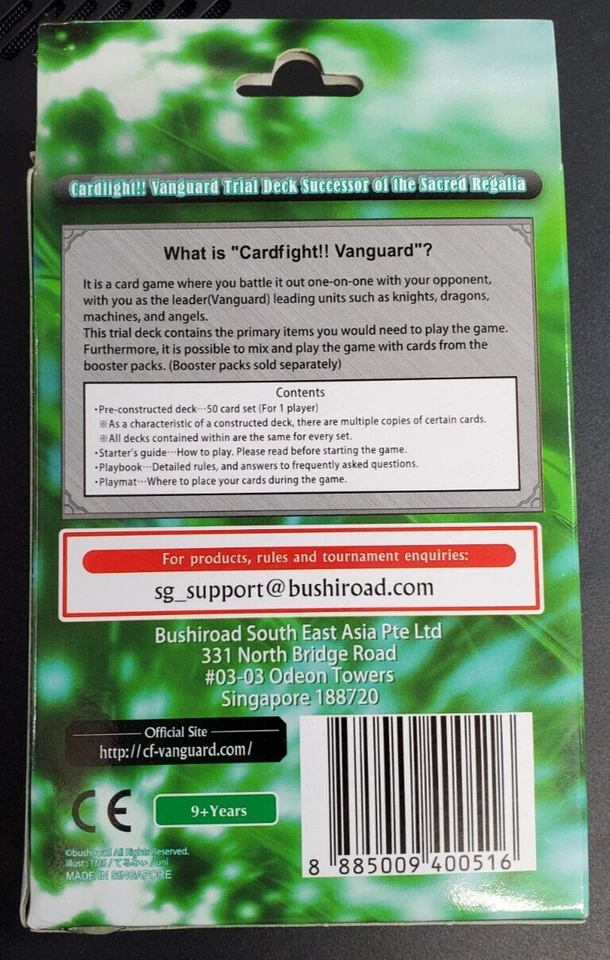 Cardfight!! Vanguard Trial Deck Successor of the Sacred Regalia
What is "Cardfight!! Vanguard"?
It is a card game where you battle it out one-on-one with your opponent,
with you as the leader(Vanguard) leading units such as knights, dragons,
machines, and angels.
This trial deck contains the primary items you would need to play the game.
Furthermore, it is possible to mix and play the game with cards from the
booster packs. (Booster packs sold separately)
Contents
・Pre-constructed deck…50 card set (For 1 player)
※As a characteristic of a constructed deck, there are multiple copies of certain cards.
※All decks contained within are the same for every set.
・Starter's guide…How to play. Please read before starting the game.
・Playbook…Detailed rules, and answers to frequently asked questions.
・Playmat…Where to place your cards during the game.
For products, rules and tournament enquiries:
sg_support@bushiroad.com
Bushiroad South East Asia Pte Ltd
331 North Bridge Road
#03-03 Odeon Towers
Singapore 188720
Official Site
http://cf-vanguard.com/
CE
9+Years
©bushiroad All Rights Reserved.
illust:
MADE IN SINGAPORE
8 885009 400516